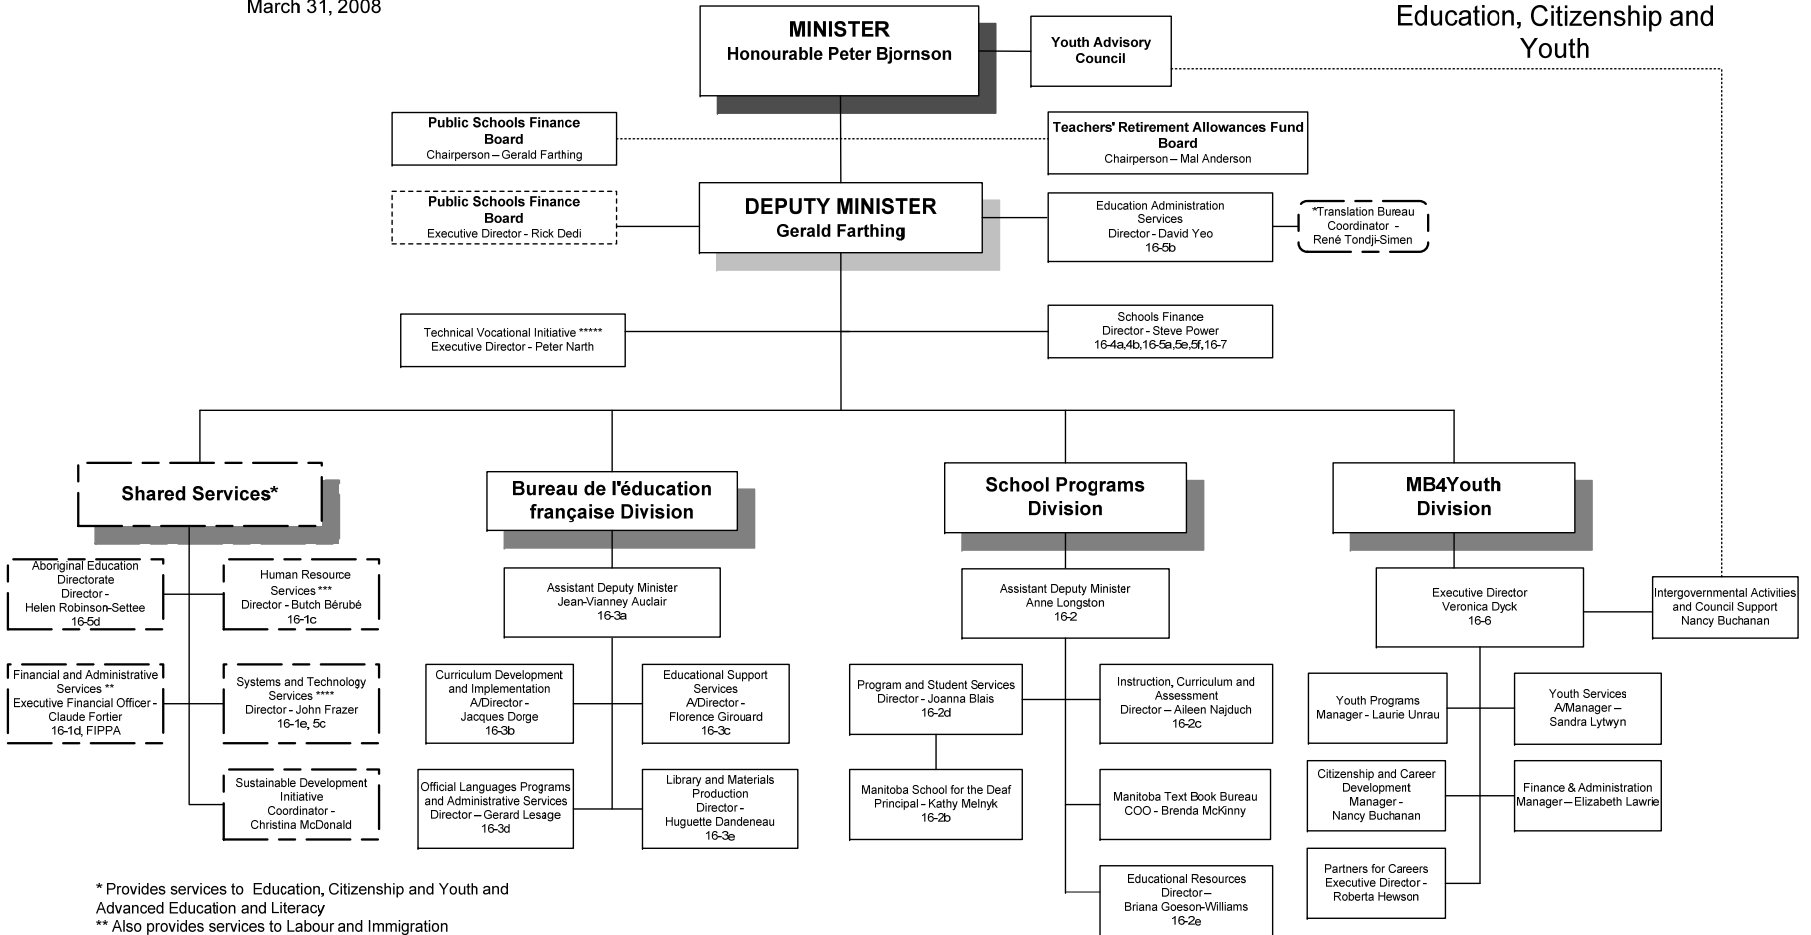 March 31, 2008
Education, Citizenship and
Youth
MINISTER
Honourable Peter Bjornson
Youth Advisory
Council
Public Schools Finance
Board
Chairperson – Gerald Farthing
Teachers' Retirement Allowances Fund
Board
Chairperson – Mal Anderson
Public Schools Finance
Board
Executive Director - Rick Dedi
DEPUTY MINISTER
Gerald Farthing
Education Administration
Services
Director - David Yeo
16-5b
*Translation Bureau
Coordinator -
René Tondji-Simen
Technical Vocational Initiative *****
Executive Director - Peter Narth
Schools Finance
Director - Steve Power
16-4a,4b,16-5a,5e,5f,16-7
Shared Services*
Bureau de l'éducation
française Division
School Programs
Division
MB4Youth
Division
Aboriginal Education
Directorate
Director -
Helen Robinson-Settee
16-5d
Human Resource
Services ***
Director - Butch Bérubé
16-1c
Assistant Deputy Minister
Jean-Vianney Auclair
16-3a
Assistant Deputy Minister
Anne Longston
16-2
Executive Director
Veronica Dyck
16-6
Intergovernmental Activities
and Council Support
Nancy Buchanan
Financial and Administrative
Services **
Executive Financial Officer -
Claude Fortier
16-1d, FIPPA
Systems and Technology
Services ****
Director - John Frazer
16-1e, 5c
Curriculum Development
and Implementation
A/Director -
Jacques Dorge
16-3b
Educational Support
Services
A/Director -
Florence Girouard
16-3c
Program and Student Services
Director - Joanna Blais
16-2d
Instruction, Curriculum and
Assessment
Director – Aileen Najduch
16-2c
Youth Programs
Manager - Laurie Unrau
Youth Services
A/Manager –
Sandra Lytwyn
Sustainable Development
Initiative
Coordinator -
Christina McDonald
Official Languages Programs
and Administrative Services
Director – Gerard Lesage
16-3d
Library and Materials
Production
Director -
Huguette Dandeneau
16-3e
Manitoba School for the Deaf
Principal - Kathy Melnyk
16-2b
Manitoba Text Book Bureau
COO - Brenda McKinny
Citizenship and Career
Development
Manager -
Nancy Buchanan
Finance & Administration
Manager – Elizabeth Lawrie
Educational Resources
Director –
Briana Goeson-Williams
16-2e
Partners for Careers
Executive Director -
Roberta Hewson
* Provides services to Education, Citizenship and Youth and
Advanced Education and Literacy
** Also provides services to Labour and Immigration